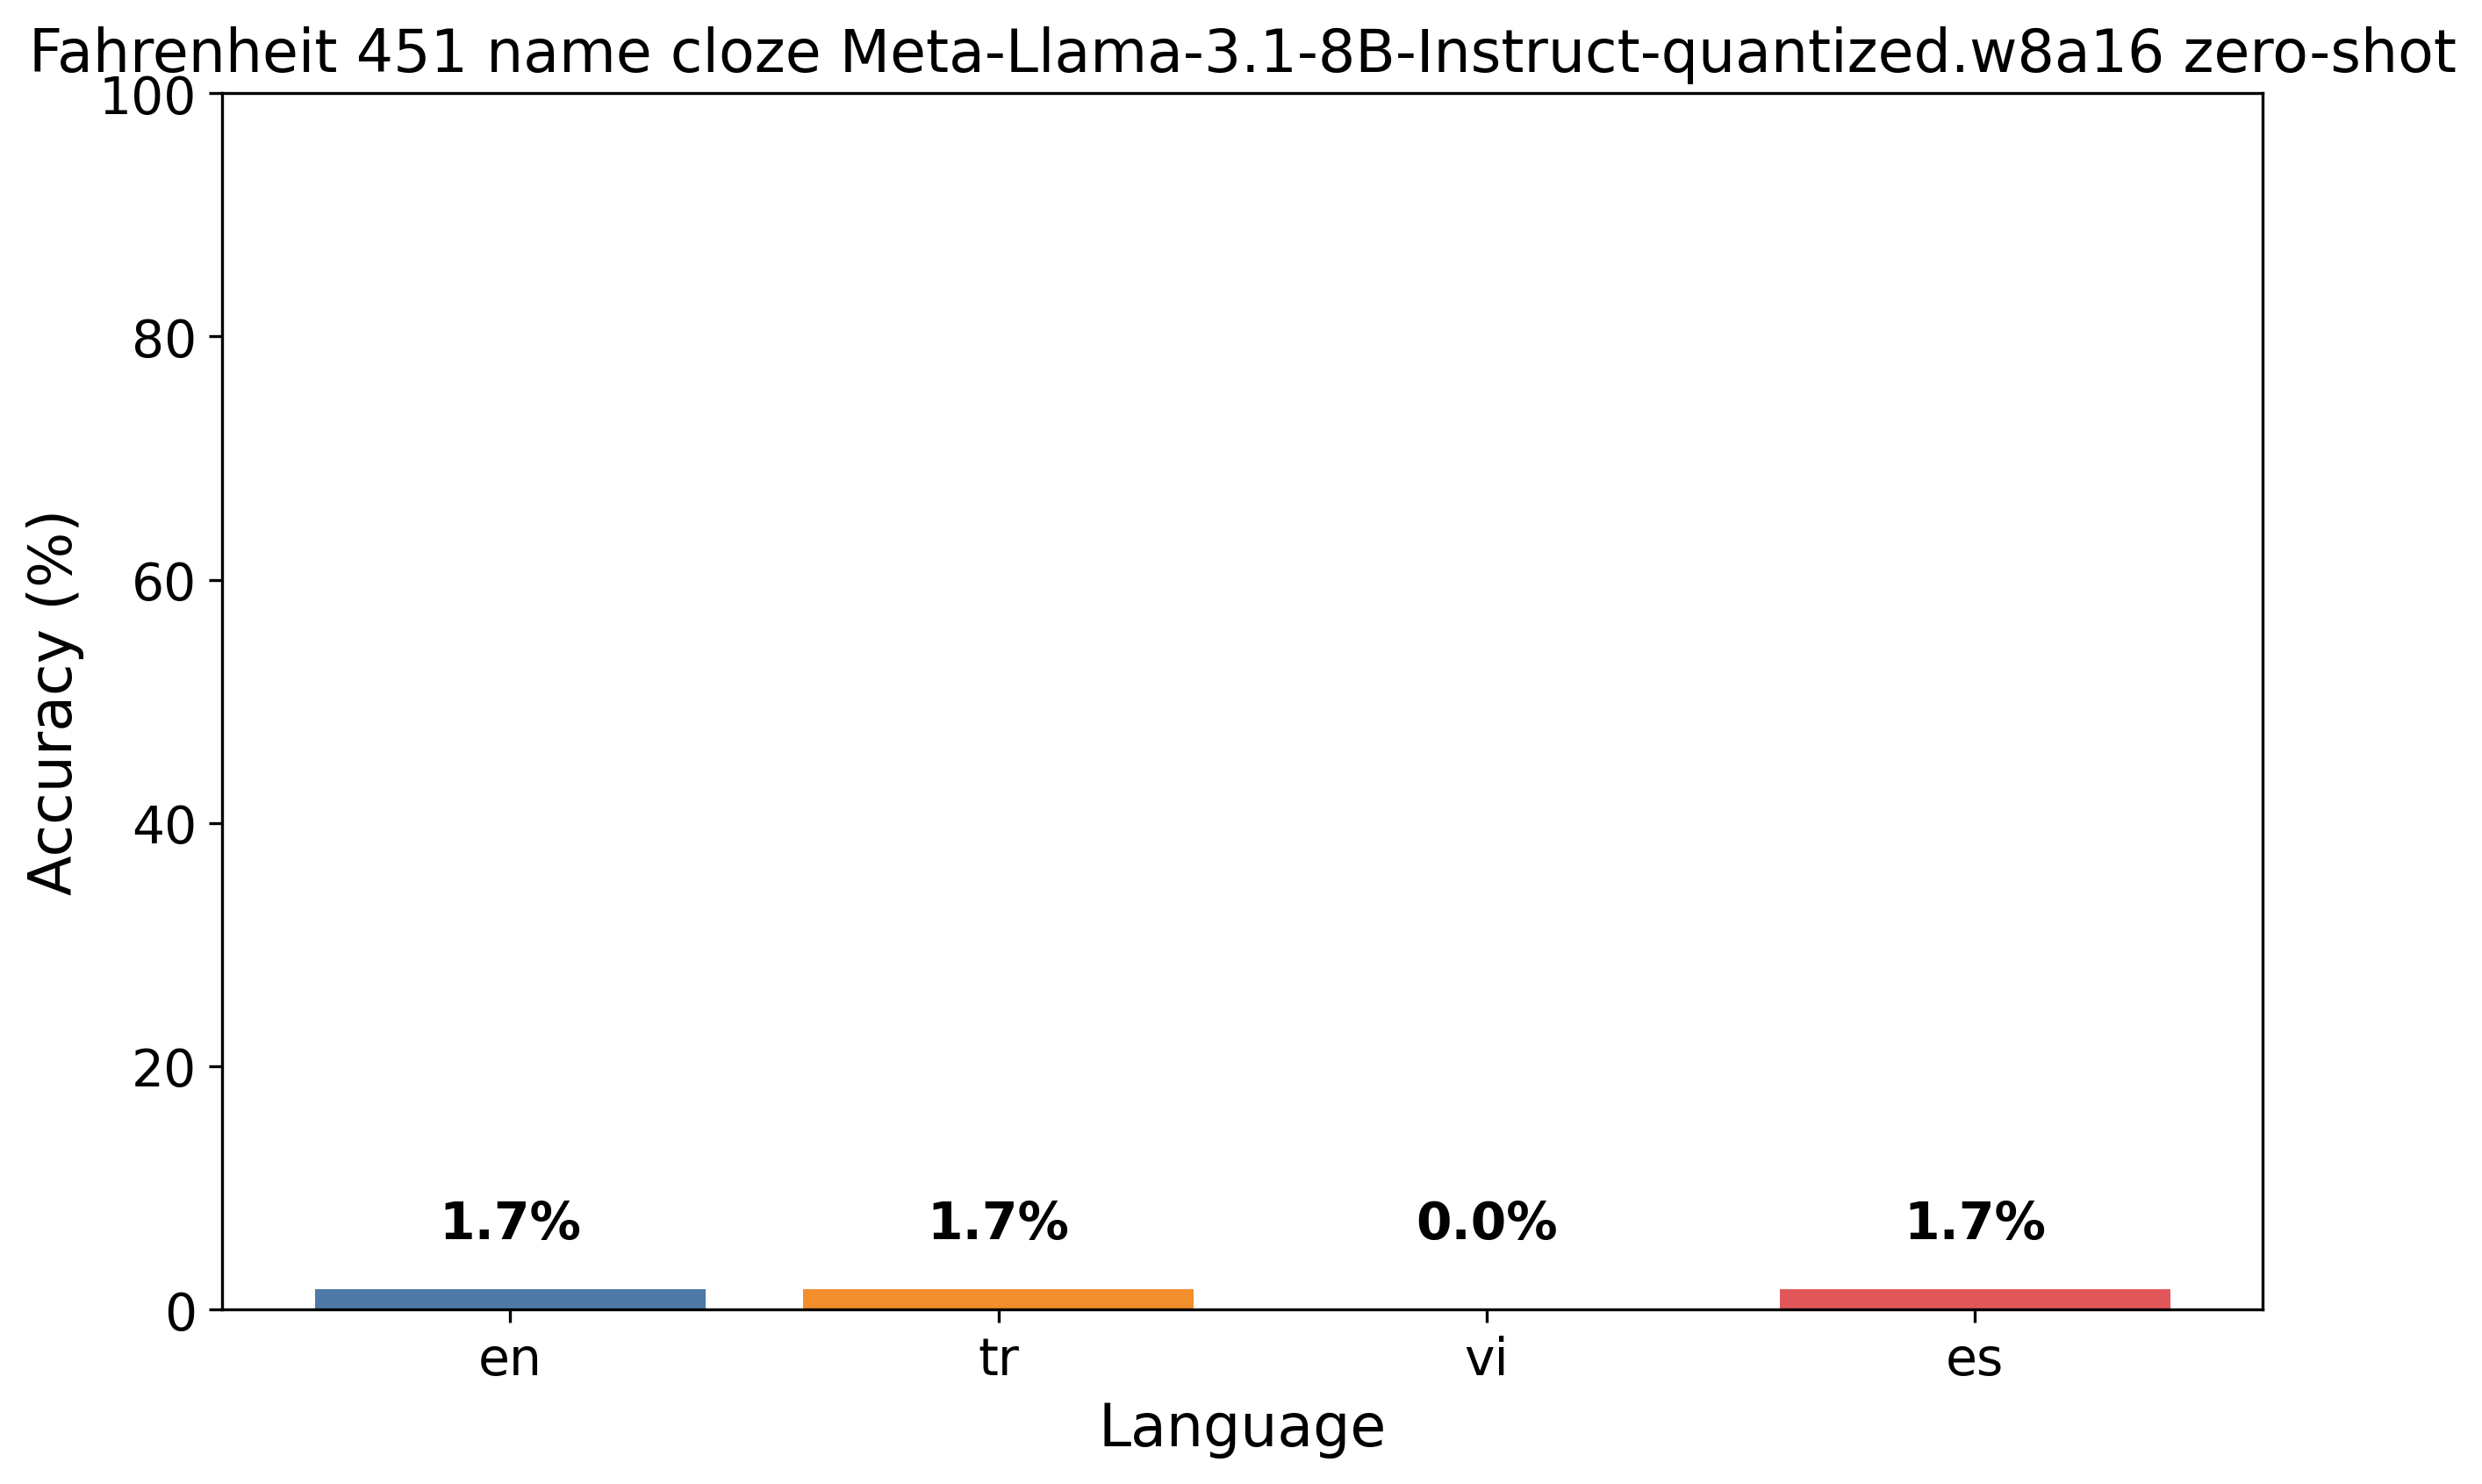 Fahrenheit 451 name cloze Meta-Llama-3.1-8B-Instruct-quantized.w8a16 zero-shot
100
80
60
40
20
0
Accuracy (%)
1.7%
1.7%
0.0%
1.7%
en
tr
vi
es
Language